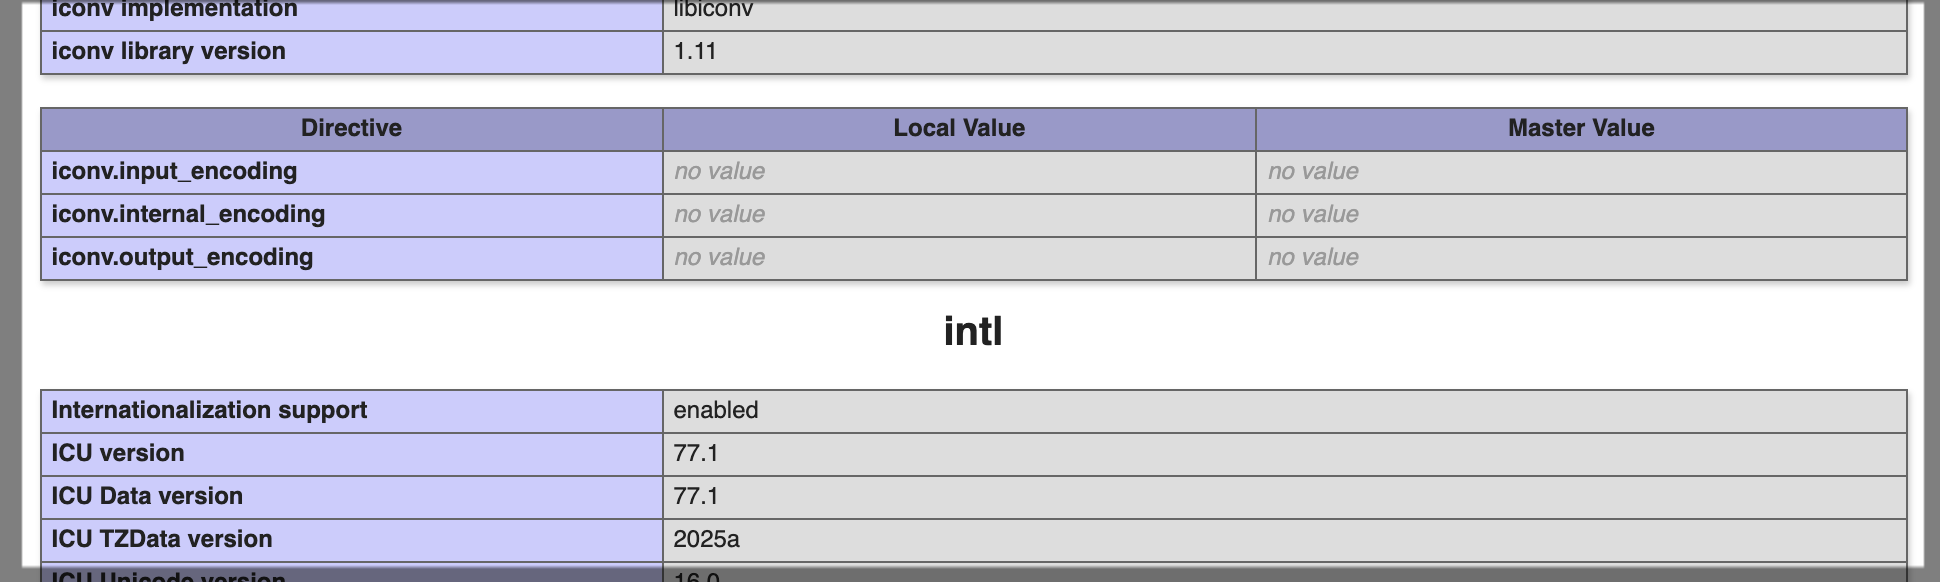 iconv implementation libiconv
iconv library version 1.11
Directive Local Value Master Value
iconv.input_encoding no value no value
iconv.internal_encoding no value no value
iconv.output_encoding no value no value
intl
Internationalization support enabled
ICU version 77.1
ICU Data version 77.1
ICU TZData version 2025a
ICU Unicode version 16.0